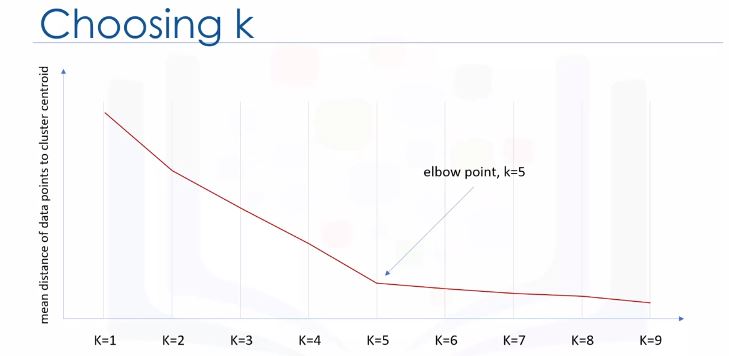 Choosing k
mean distance of data points to cluster centroid
elbow point, k=5
K=1 K=2 K=3 K=4 K=5 K=6 K=7 K=8 K=9